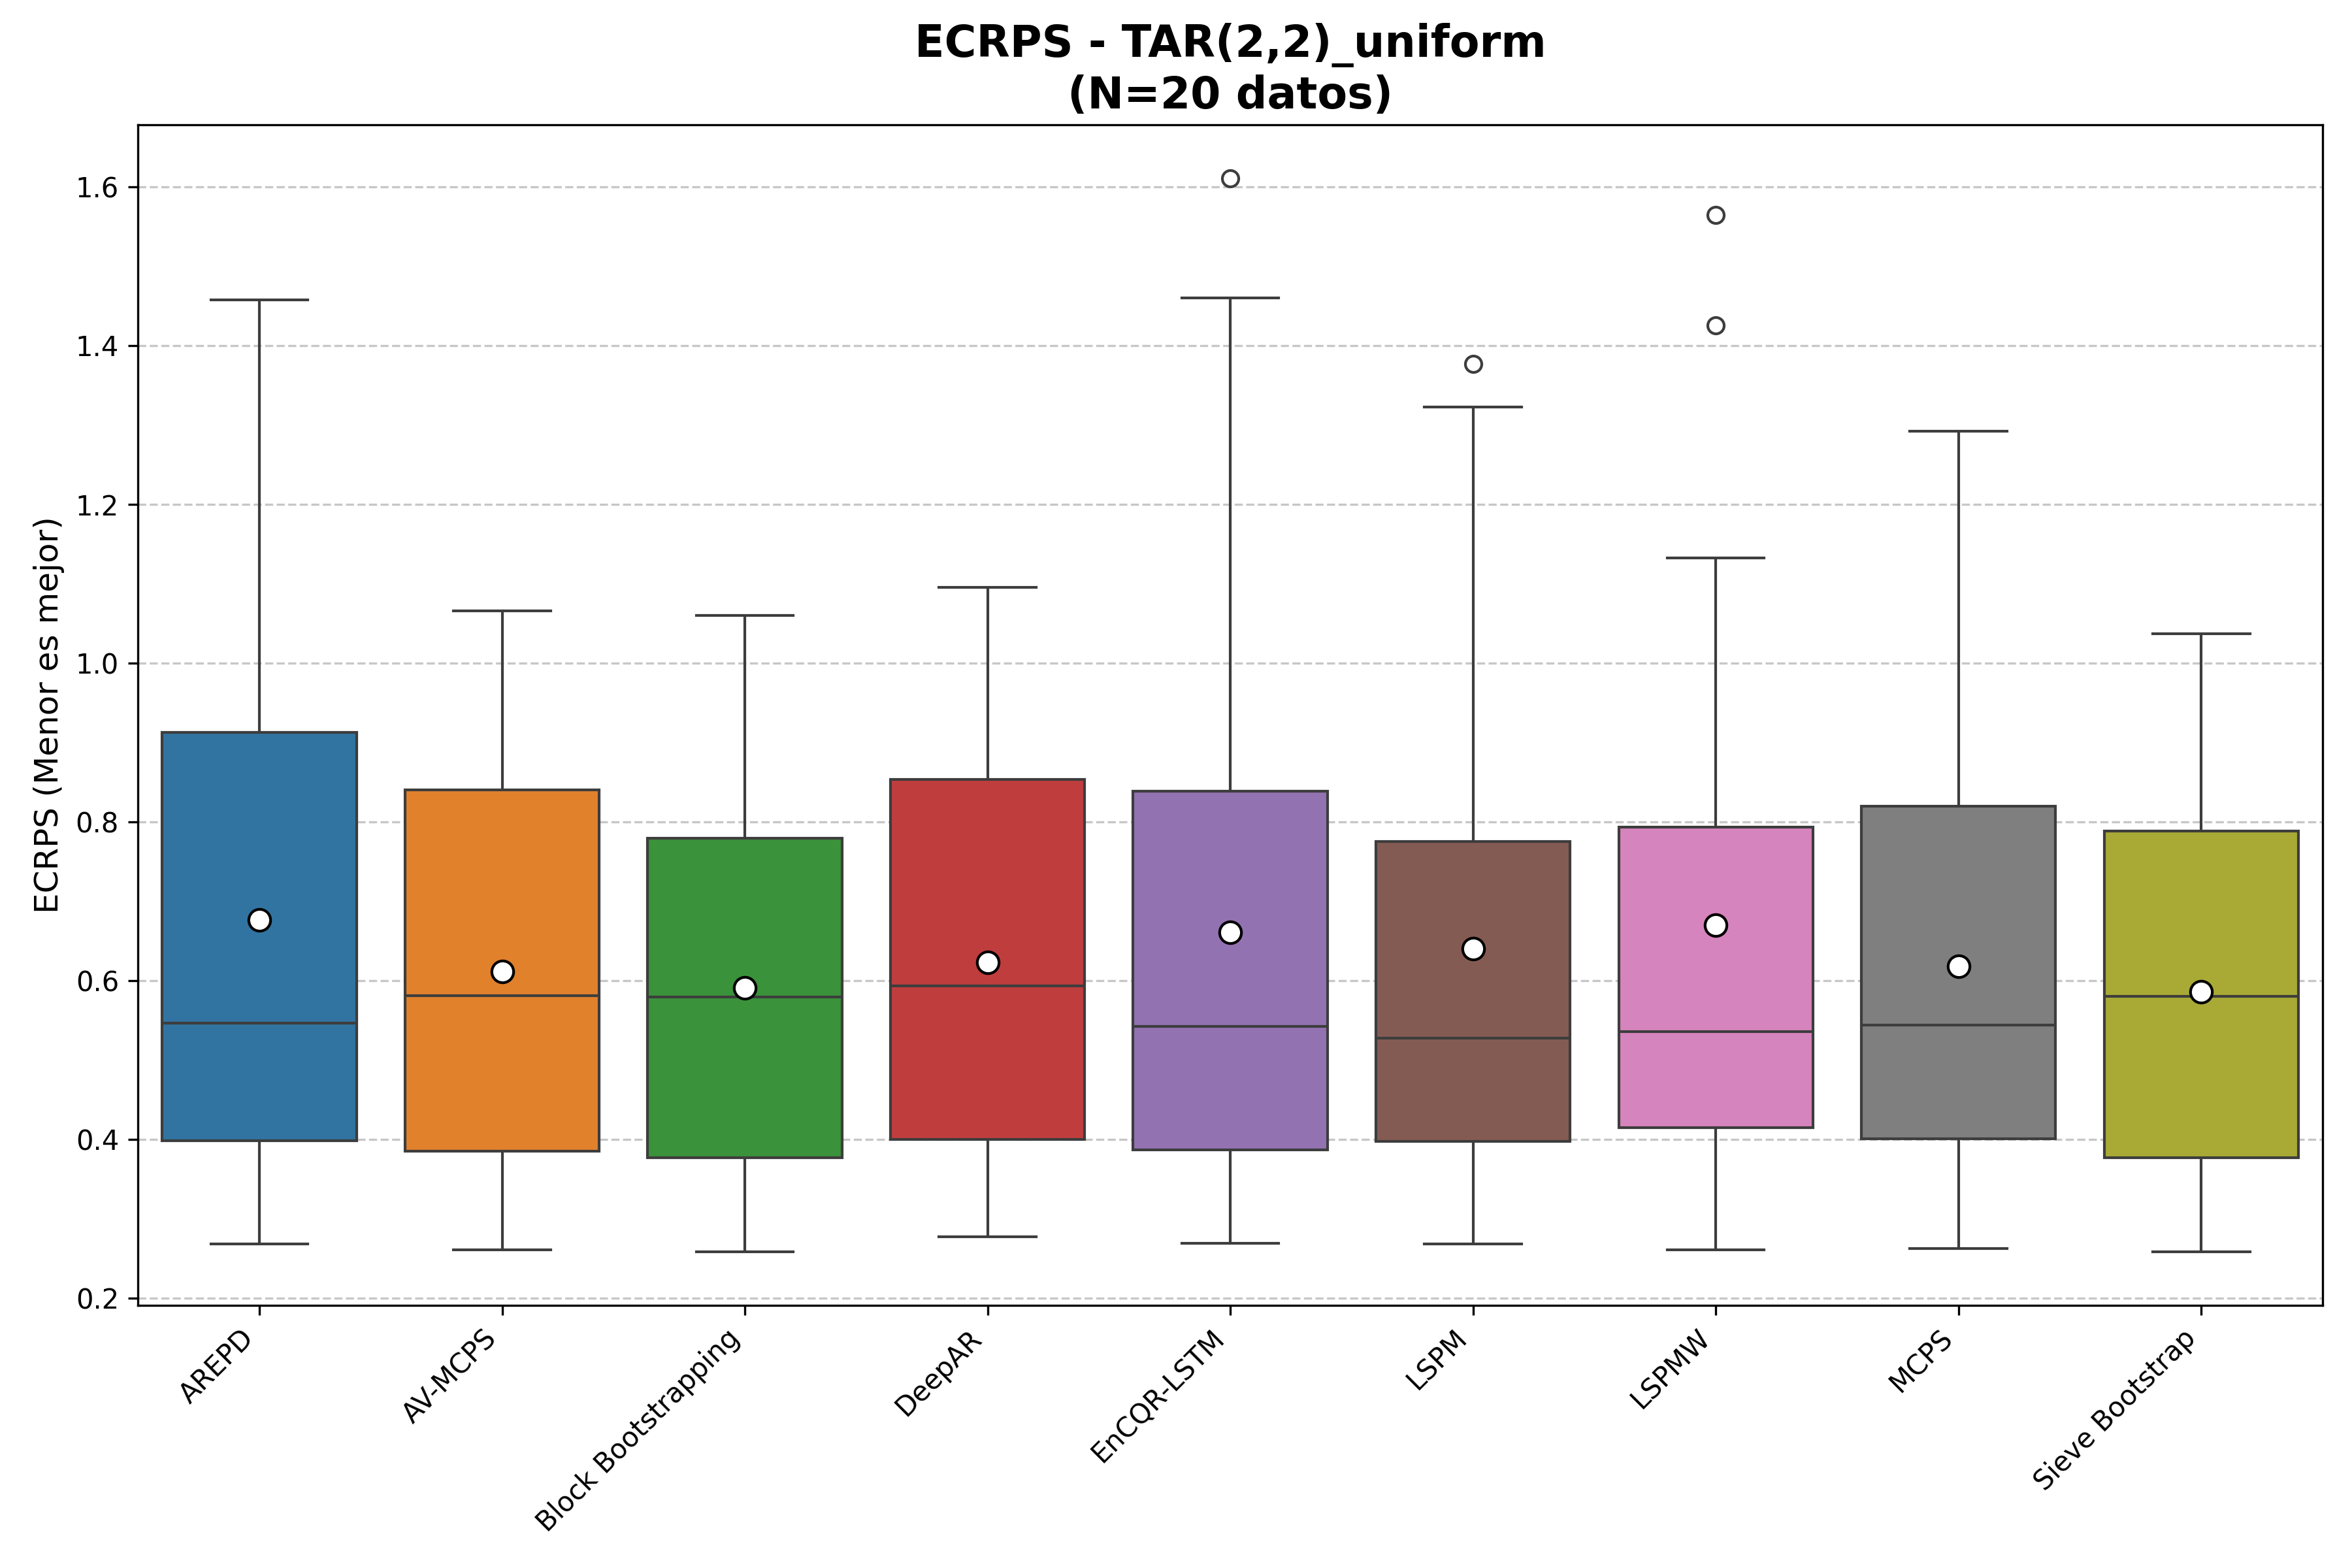 ECRPS - TAR(2,2)_uniform
(N=20 datos)
ECRPS (Menor es mejor)
1.6
1.4
1.2
1.0
0.8
0.6
0.4
0.2
AREPD
AV-MCPS
Block Bootstrapping
DeepAR
EnCQR-LSTM
LSPM
LSPMW
MCPS
Sieve Bootstrap